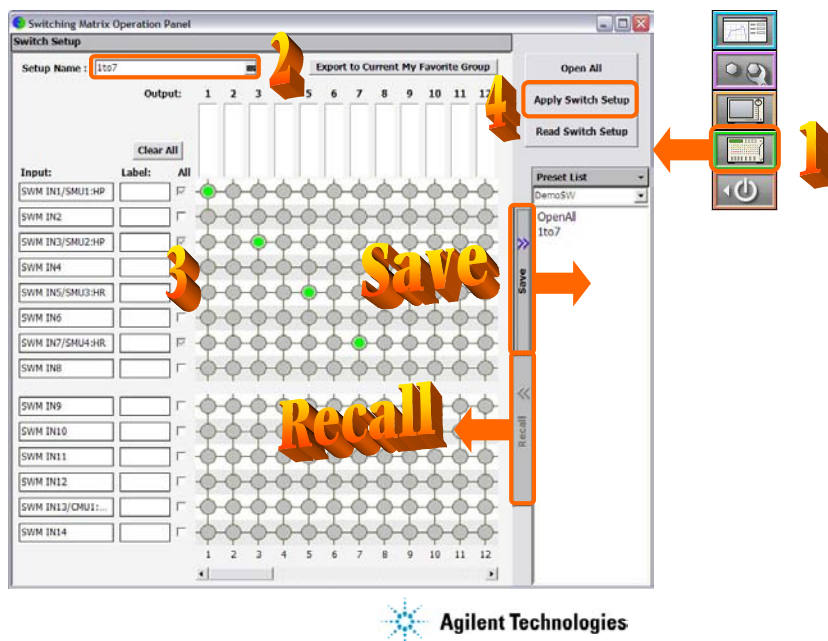 Switching Matrix Operation Panel
Switch Setup
Setup Name : 1to7
2
Export to Current My Favorite Group
Open All
4
Apply Switch Setup
Read Switch Setup
1
Output: 1 2 3 5 6 7 8 9 10 11 12
Clear All
Input: Label: All
Preset List
DemoSW
OpenAll
1to7
SWM IN1/SMU1:HP
SWM IN2
SWM IN3/SMU2:HP
SWM IN4
3
SWM IN5/SMU3:HR
SWM IN6
SWM IN7/SMU4:HR
SWM IN8
Save
Save
SWM IN9
SWM IN10
SWM IN11
SWM IN12
SWM IN13/CMU1:...
SWM IN14
Recall
Recall
1 2 3 4 5 6 7 8 9 10 11 12
Agilent Technologies